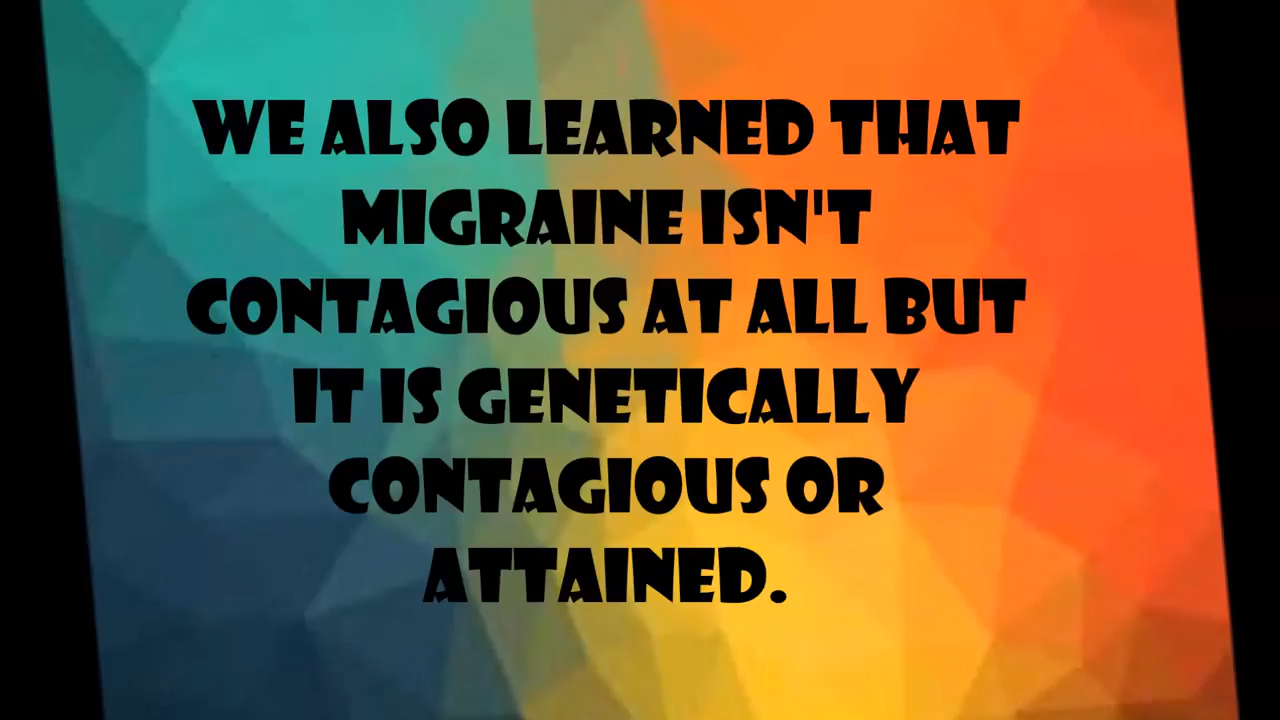 WE ALSO LEARNED THAT
MIGRAINE ISN'T
CONTAGIOUS AT ALL BUT
IT IS GENETICALLY
CONTAGIOUS OR
ATTAINED.